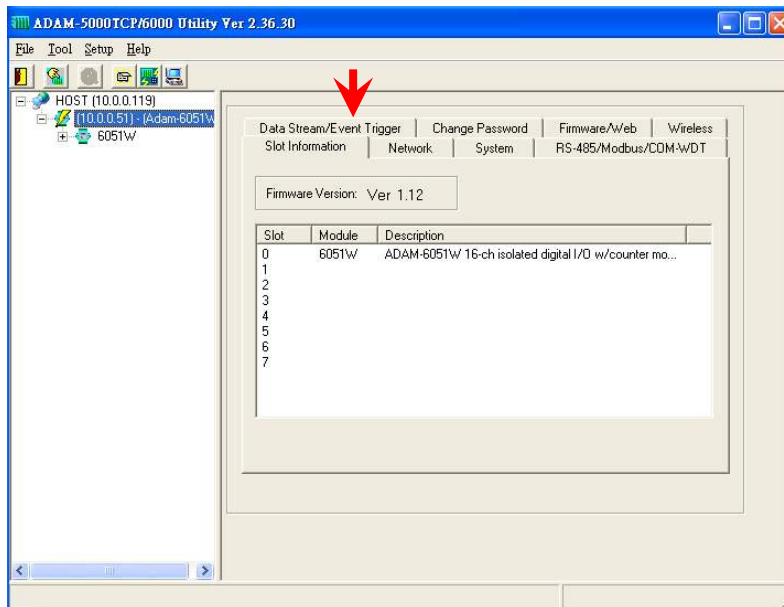 ADAM-5000TCP/6000 Utility Ver 2.36.30
File Tool Setup Help
HOST (10.0.0.119)
(10.0.0.51) - (Adam-6051W
6051W
Data Stream/Event Trigger Change Password Firmware/Web Wireless
Slot Information Network System RS-485/Modbus/COM-WDT
Firmware Version: Ver 1.12
Slot Module Description
0 6051W ADAM-6051W 16-ch isolated digital I/O w/counter mo...
1
2
3
4
5
6
7